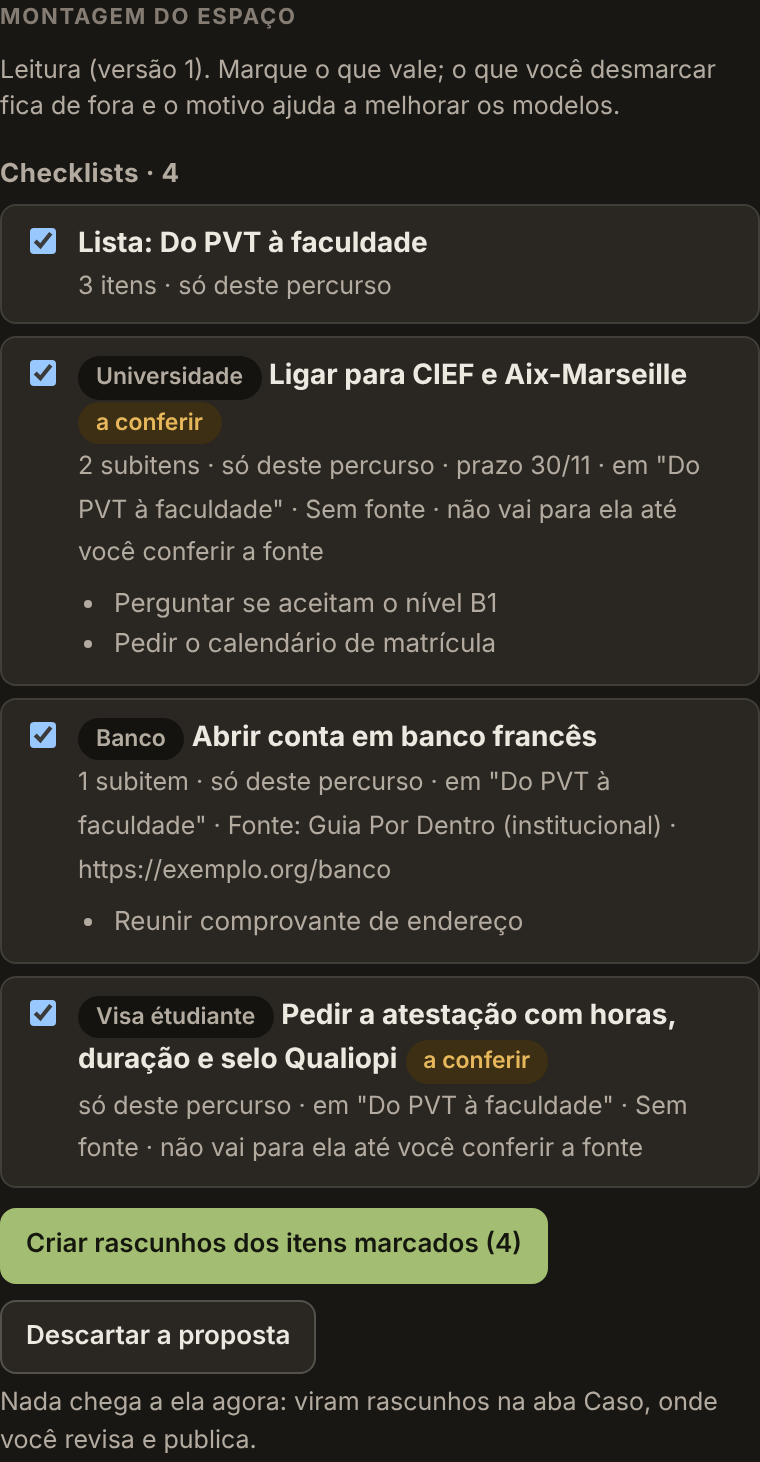 MONTAGEM DO ESPAÇO
Leitura (versão 1). Marque o que vale; o que você desmarcar
fica de fora e o motivo ajuda a melhorar os modelos.
Checklists · 4
Lista: Do PVT à faculdade
3 itens · só deste percurso
Universidade Ligar para CIEF e Aix-Marseille
a conferir
2 subitens · só deste percurso · prazo 30/11 · em "Do
PVT à faculdade" · Sem fonte · não vai para ela até
você conferir a fonte
• Perguntar se aceitam o nível B1
• Pedir o calendário de matrícula
Banco Abrir conta em banco francês
1 subitem · só deste percurso · em "Do PVT à
faculdade" · Fonte: Guia Por Dentro (institucional) ·
https://exemplo.org/banco
• Reunir comprovante de endereço
Visa étudiante Pedir a atestação com horas,
duração e selo Qualiopi a conferir
só deste percurso · em "Do PVT à faculdade" · Sem
fonte · não vai para ela até você conferir a fonte
Criar rascunhos dos itens marcados (4)
Descartar a proposta
Nada chega a ela agora: viram rascunhos na aba Caso, onde
você revisa e publica.